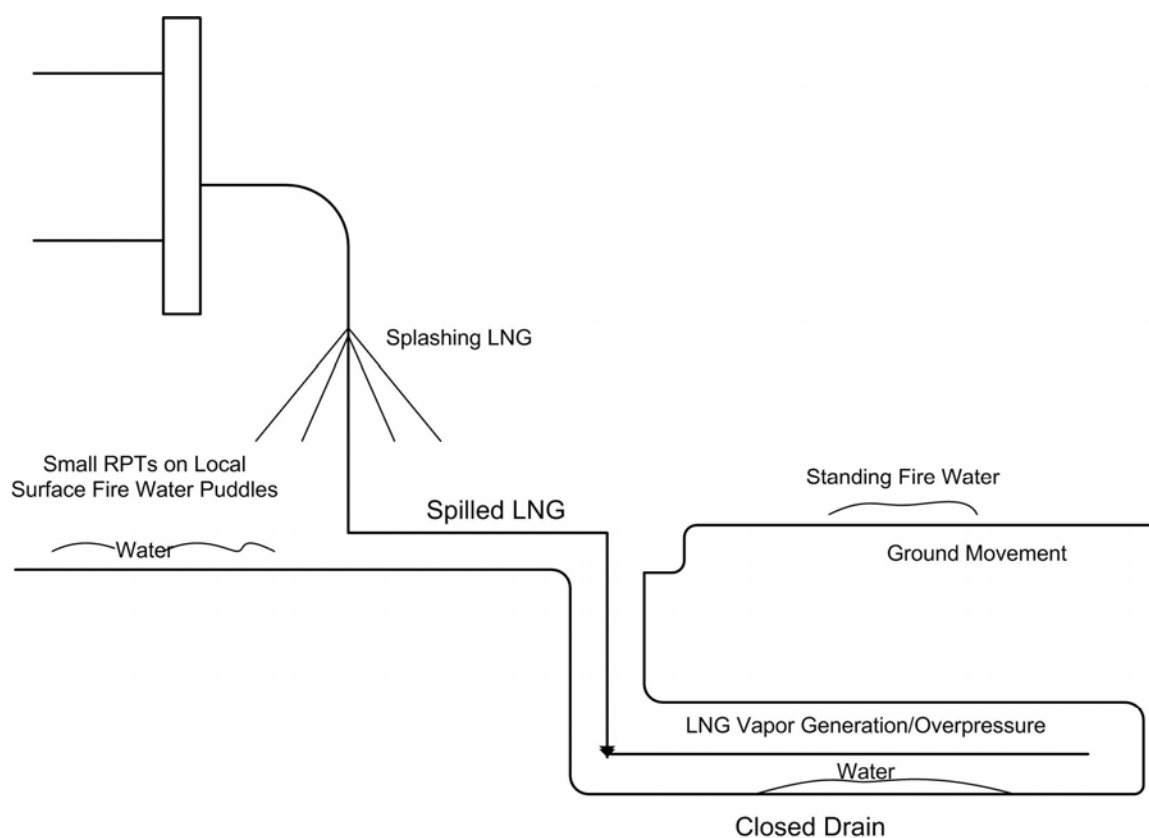 Splashing LNG
Small RPTs on Local
Surface Fire Water Puddles
Standing Fire Water
Spilled LNG
Water
Ground Movement
LNG Vapor Generation/Overpressure
Water
Closed Drain